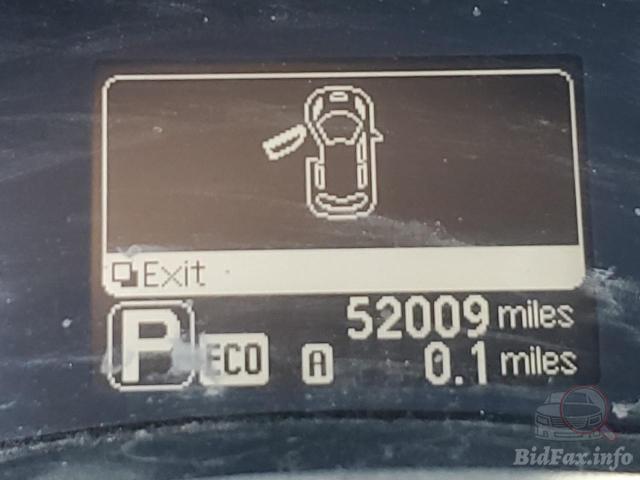 Exit
52009 miles
P ECO A 0.1 miles
BidFax.info